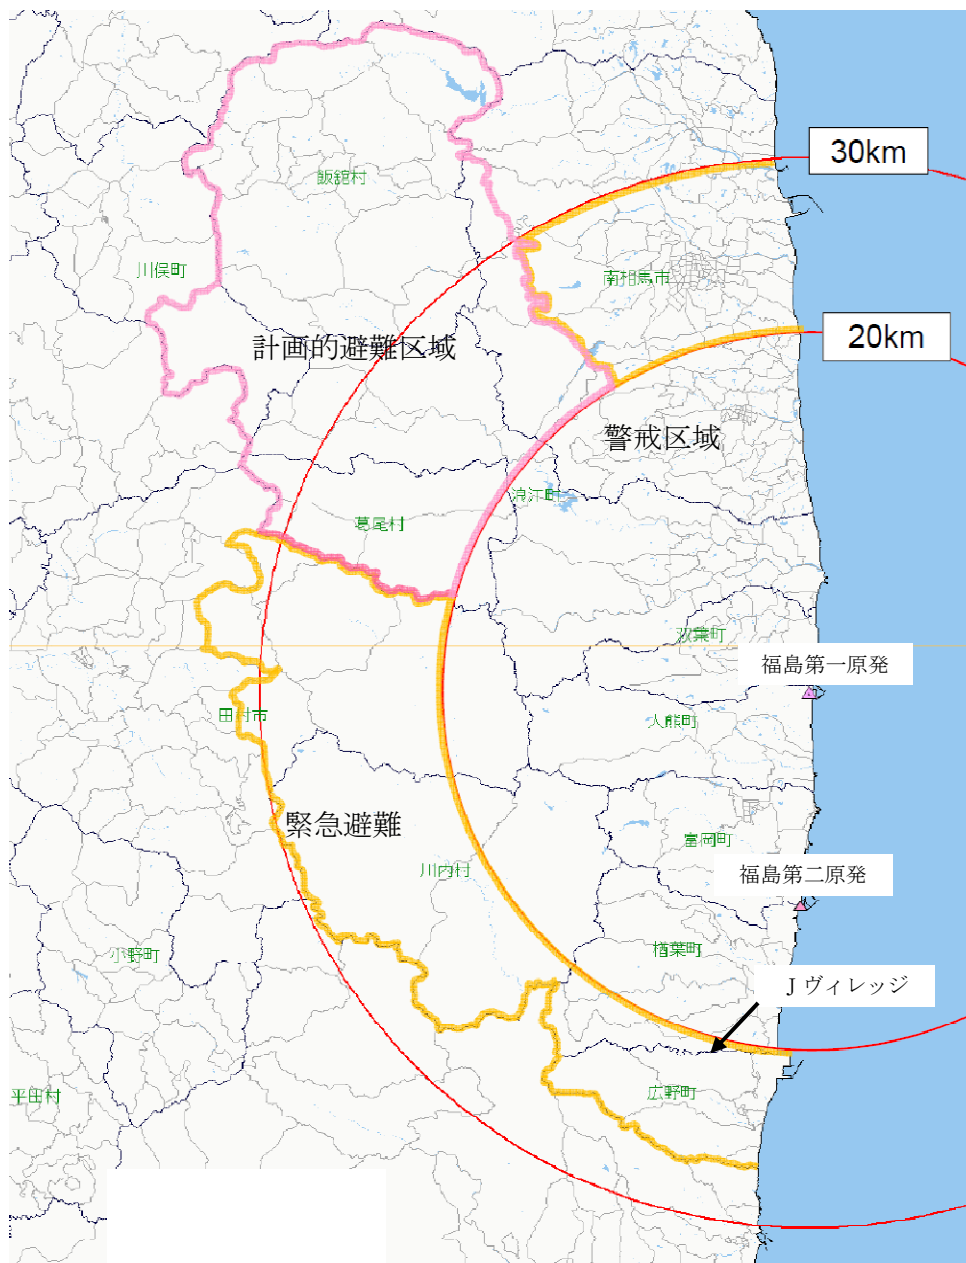 30km
飯舘村
川俣町
南相馬市
20km
計画的避難区域
警戒区域
浪江町
葛尾村
双葉町
福島第一原発
田村市
大熊町
緊急避難
富岡町
川内村
福島第二原発
小野町
楢葉町
Jヴィレッジ
広野町
平田村